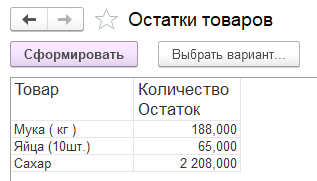 Остатки товаров
Сформировать Выбрать вариант...
Товар Количество Остаток
Мука ( кг ) 188,000
Яйца (10шт.) 65,000
Сахар 2 208,000